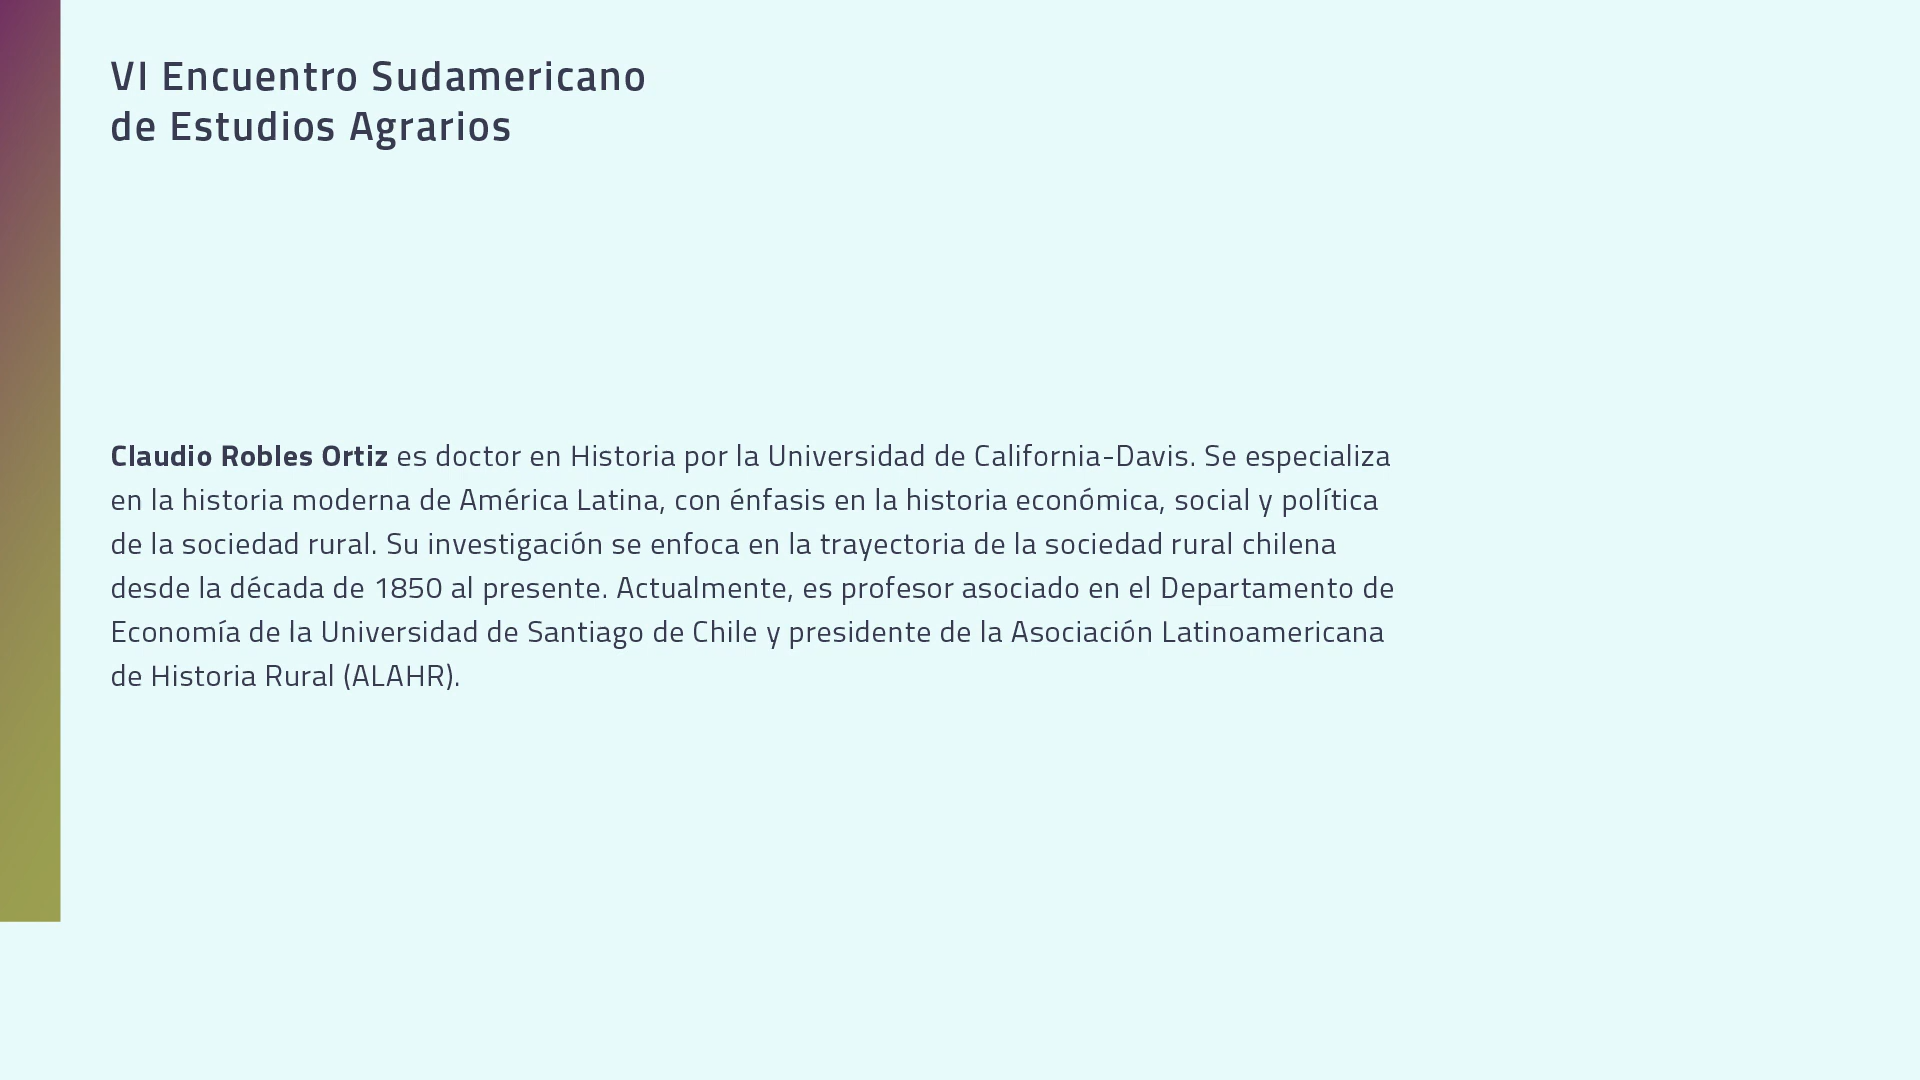 VI Encuentro Sudamericano
de Estudios Agrarios
Claudio Robles Ortiz es doctor en Historia por la Universidad de California-Davis. Se especializa
en la historia moderna de América Latina, con énfasis en la historia económica, social y política
de la sociedad rural. Su investigación se enfoca en la trayectoria de la sociedad rural chilena
desde la década de 1850 al presente. Actualmente, es profesor asociado en el Departamento de
Economía de la Universidad de Santiago de Chile y presidente de la Asociación Latinoamericana
de Historia Rural (ALAHR).